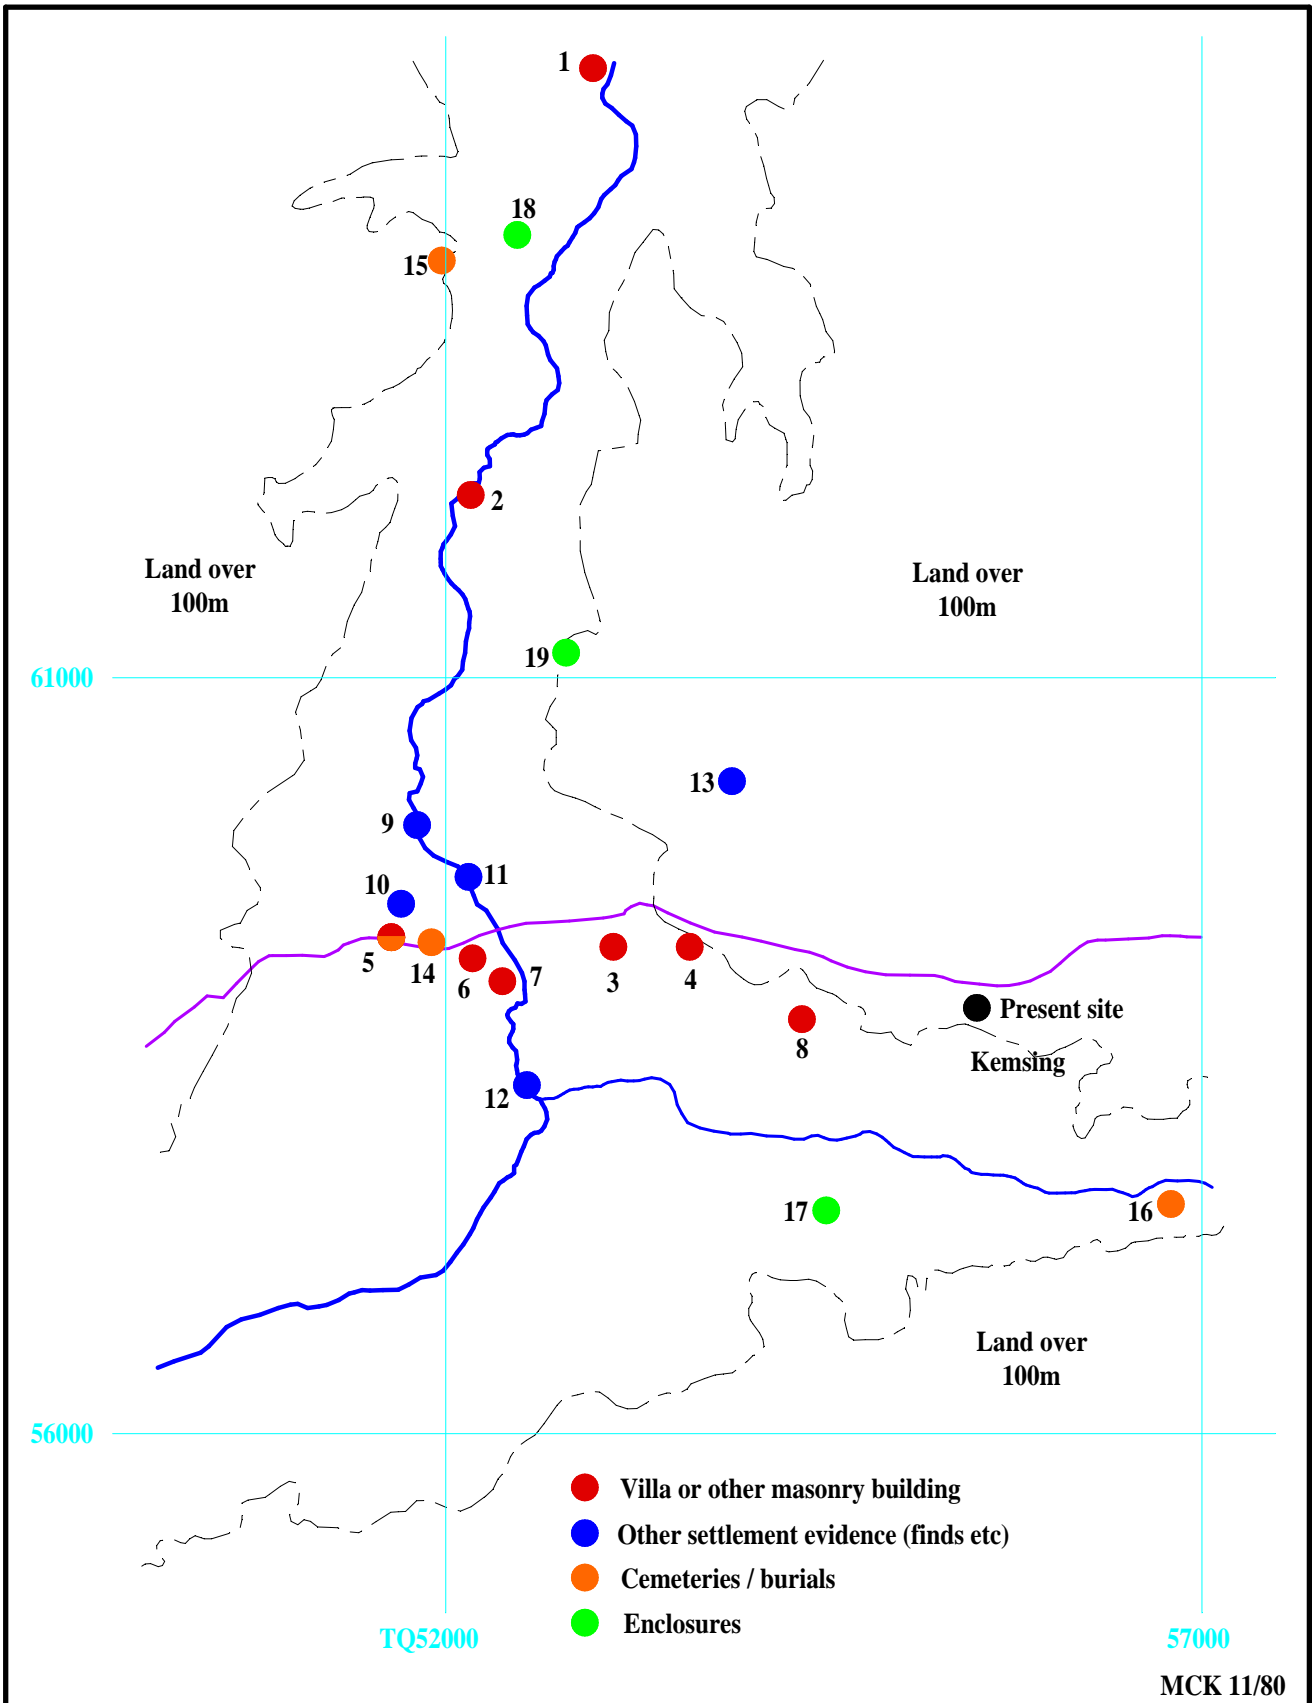 1
18
15
2
Land over
100m
Land over
100m
19
61000
13
9
11
10
5
14
6
7
3
4
Present site
8
Kemsing
12
17
16
Land over
100m
56000
Villa or other masonry building
Other settlement evidence (finds etc)
Cemeteries / burials
Enclosures
TQ52000
57000
MCK 11/80